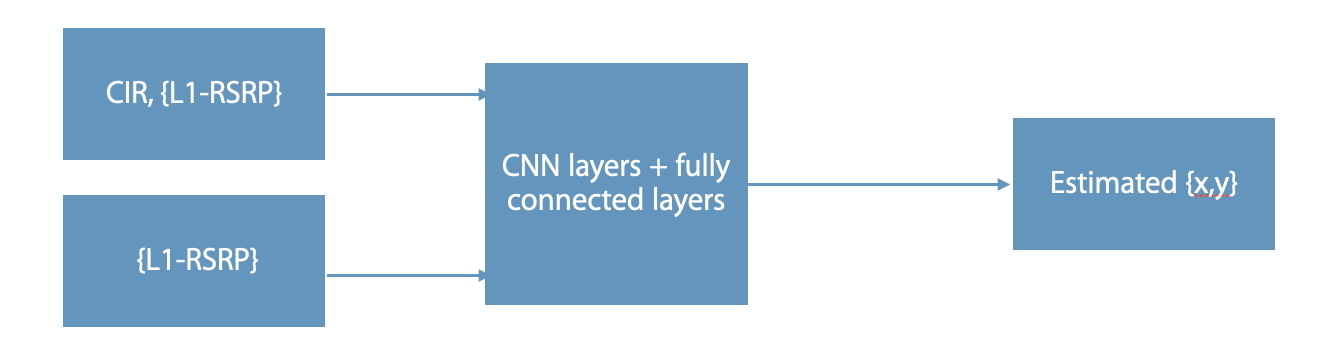 CIR, {L1-RSRP}
{L1-RSRP}
CNN layers + fully
connected layers
Estimated {x,y}